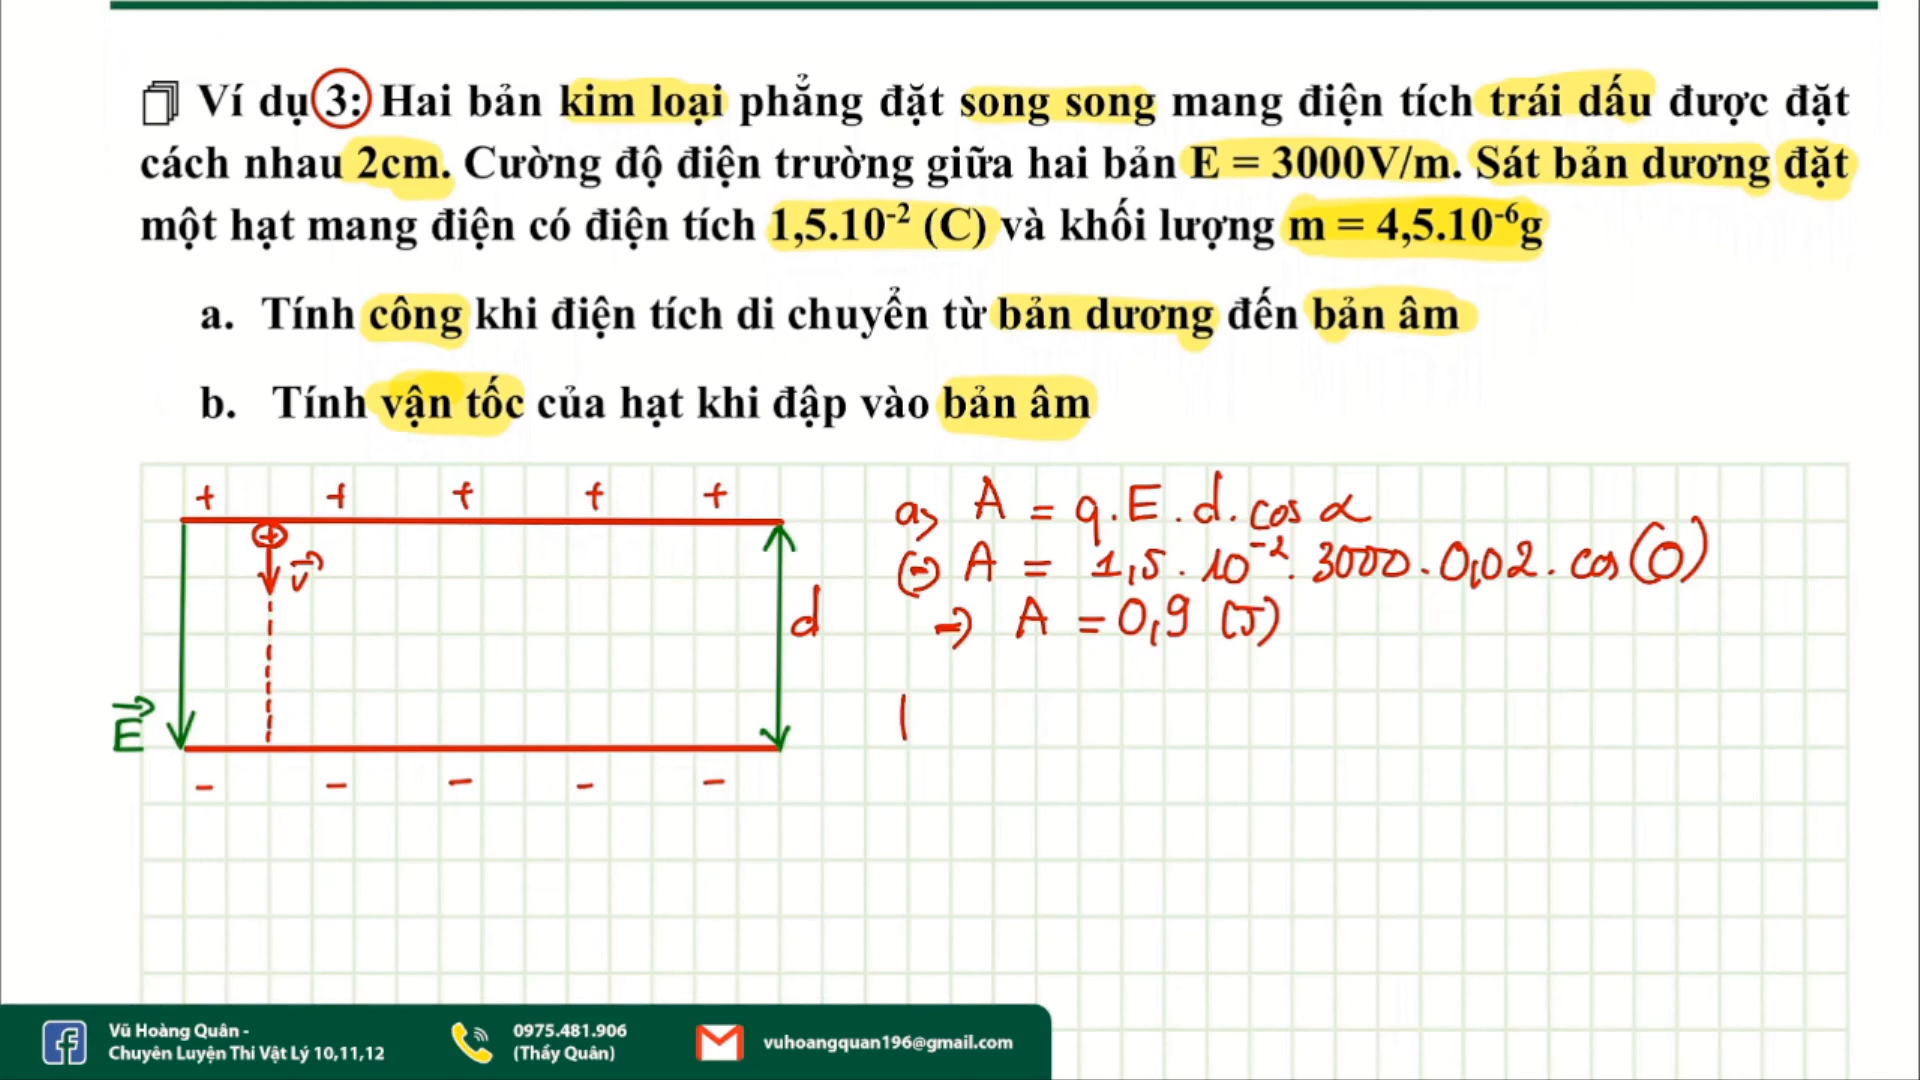 Ví dụ 3: Hai bản kim loại phẳng đặt song song mang điện tích trái dấu được đặt
cách nhau 2cm. Cường độ điện trường giữa hai bản E = 3000V/m. Sát bản dương đặt
một hạt mang điện có điện tích 1,5.10⁻² (C) và khối lượng m = 4,5.10⁻⁶g
a. Tính công khi điện tích di chuyển từ bản dương đến bản âm
b. Tính vận tốc của hạt khi đập vào bản âm
+ + + + +
+
v⃗
d
E⃗
- - - - -
a) A = q.E.d.cos α
⇔ A = 1,5.10⁻².3000.0,02.cos(0)
⇒ A = 0,9 (J)
Vũ Hoàng Quân -
Chuyên Luyện Thi Vật Lý 10,11,12
0975.481.906
(Thầy Quân)
vuhoangquan196@gmail.com